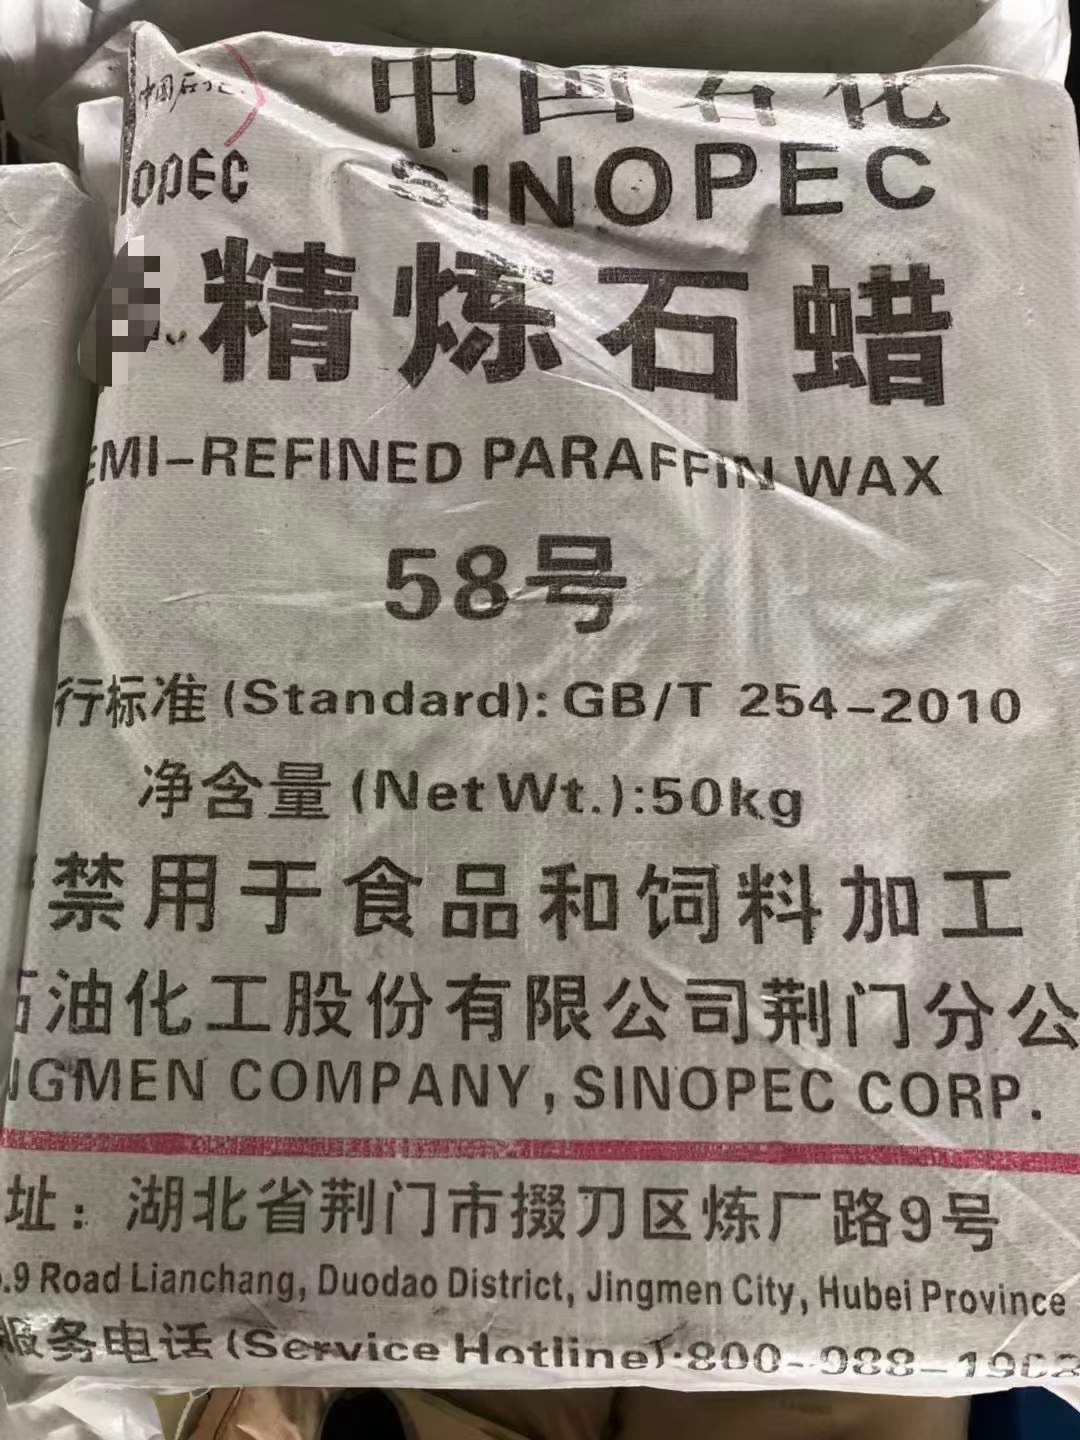 中国石化
SINOPEC
OPEC
精炼石蜡
EMI-REFINED PARAFFIN WAX
58号
行标准(Standard):GB/T 254-2010
净含量(Net Wt.):50kg
禁用于食品和饲料加工
石油化工股份有限公司荆门分公
NGMEN COMPANY,SINOPEC CORP.
址：湖北省荆门市掇刀区炼厂路9号
.9 Road Lianchang, Duodao District, Jingmen City, Hubei Province
服务电话(Service Hotline):800-988-1903